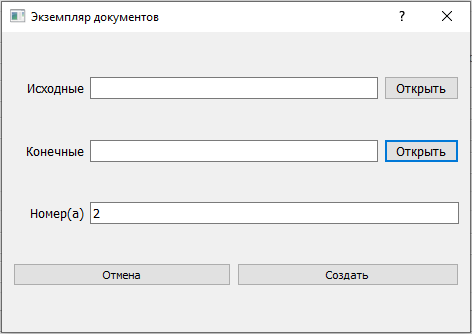 Экземпляр документов ?
Исходные Открыть
Конечные Открыть
Номер(а) 2
Отмена Создать